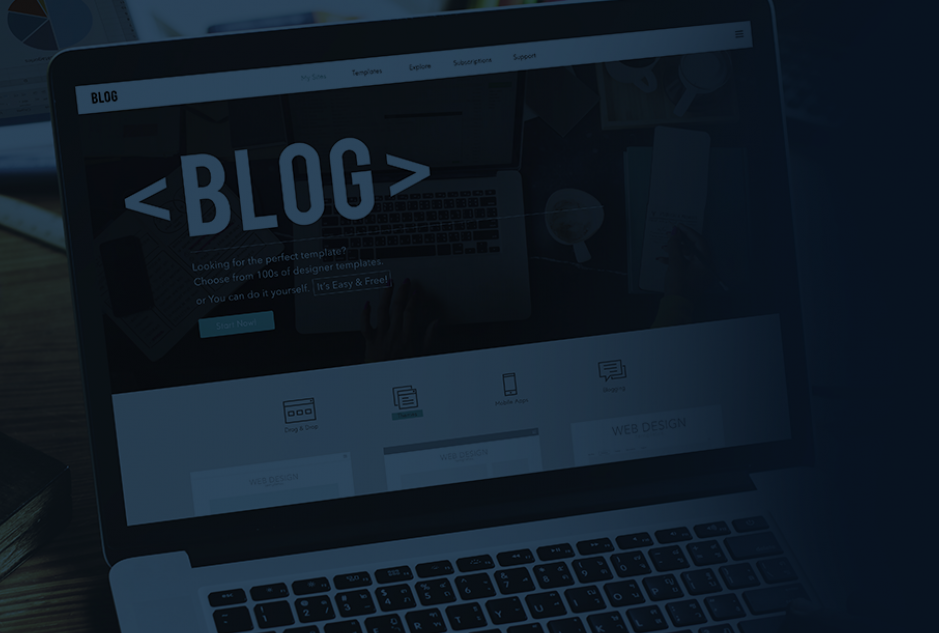 BLOG
My Sites Templates Explore Subscriptions Support
<BLOG>
Looking for the perfect template?
Choose from 100s of designer templates.
or You can do it yourself. It's Easy & Free!
Start Now!
Drag & Drop
Mobile Apps
WEB DESIGN
WEB DESIGN
WEB DESIGN